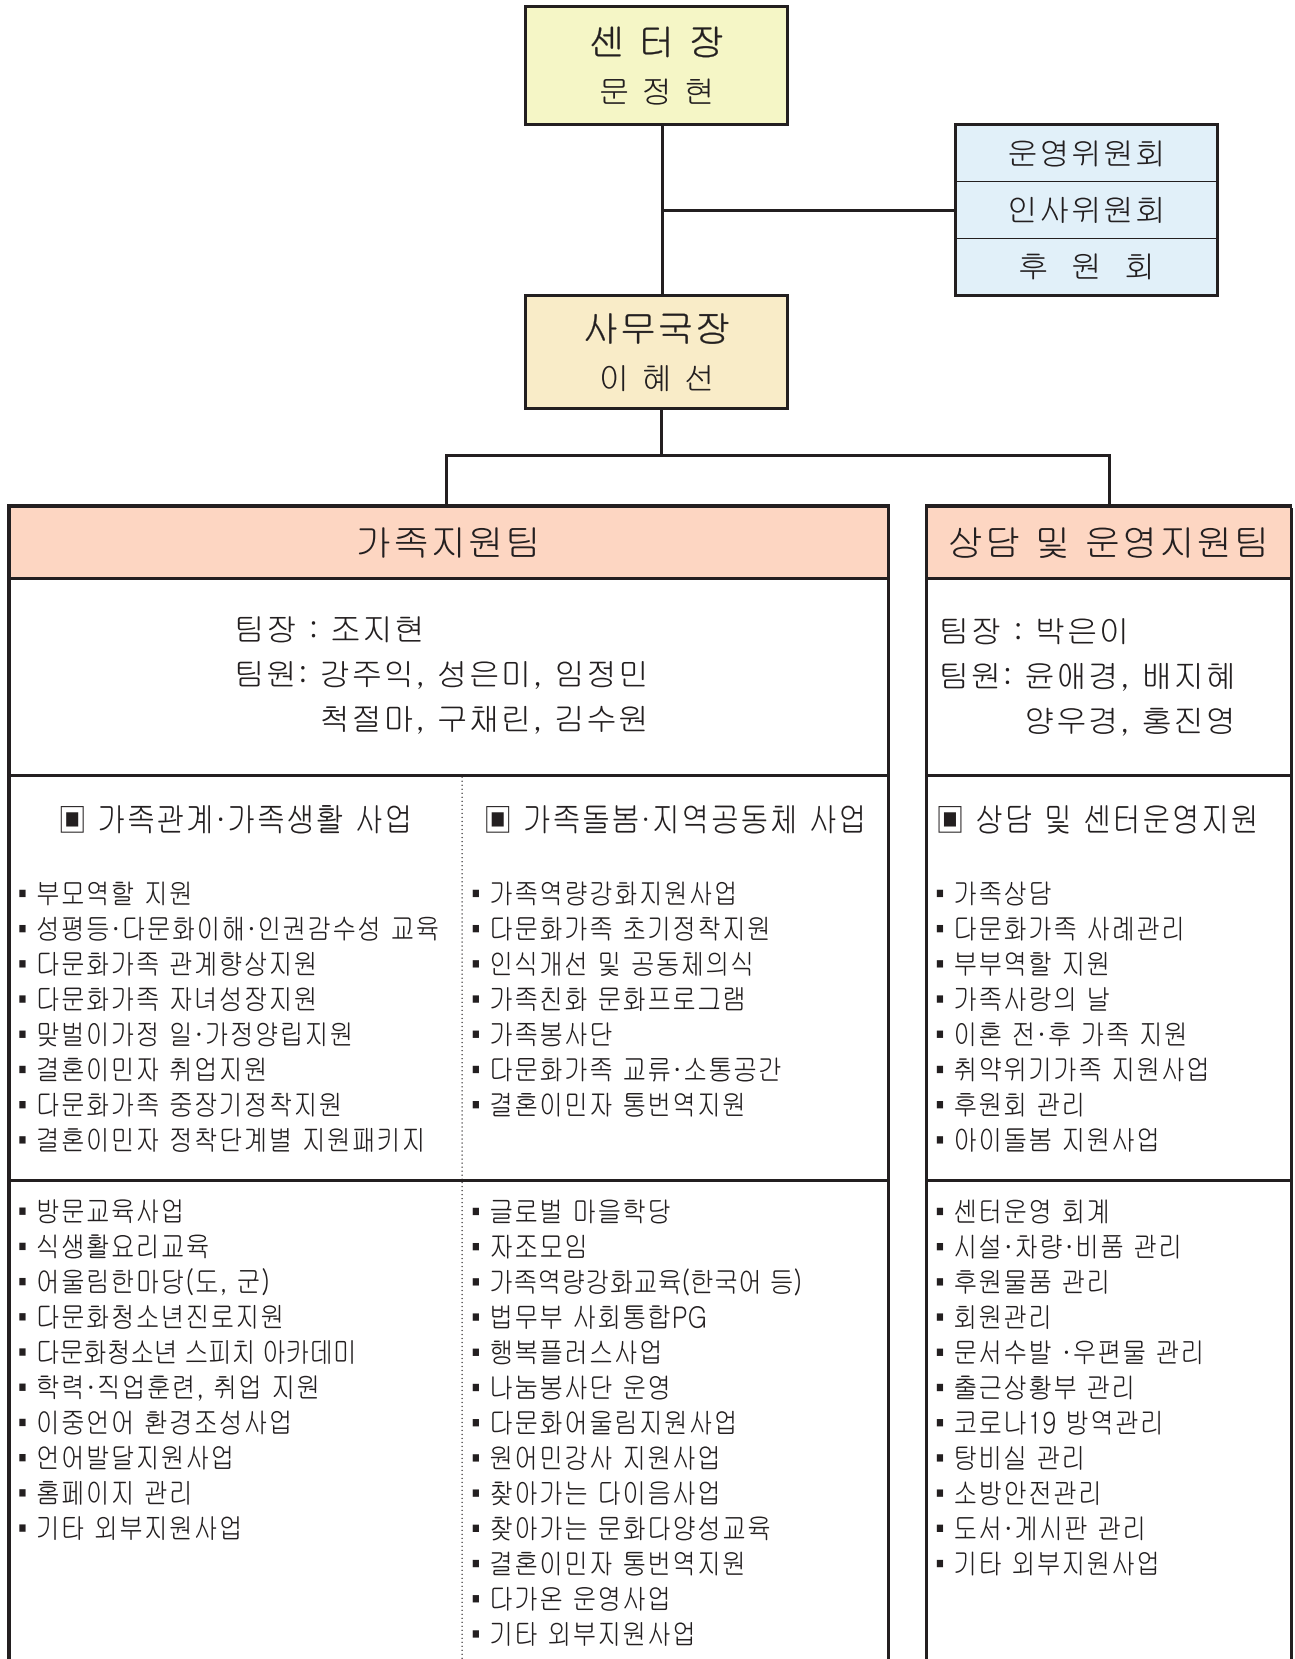 센 터 장
문 정 현
운영위원회
인사위원회
후 원 회
사무국장
이 혜 선
가족지원팀
팀장 : 조지현
팀원: 강주익, 성은미, 임정민
척절마, 구채린, 김수원
▣ 가족관계·가족생활 사업
▪ 부모역할 지원
▪ 성평등·다문화이해·인권감수성 교육
▪ 다문화가족 관계향상지원
▪ 다문화가족 자녀성장지원
▪ 맞벌이가정 일·가정양립지원
▪ 결혼이민자 취업지원
▪ 다문화가족 중장기정착지원
▪ 결혼이민자 정착단계별 지원패키지
▣ 가족돌봄·지역공동체 사업
▪ 가족역량강화지원사업
▪ 다문화가족 초기정착지원
▪ 인식개선 및 공동체의식
▪ 가족친화 문화프로그램
▪ 가족봉사단
▪ 다문화가족 교류·소통공간
▪ 결혼이민자 통번역지원
▪ 방문교육사업
▪ 식생활요리교육
▪ 어울림한마당(도, 군)
▪ 다문화청소년진로지원
▪ 다문화청소년 스피치 아카데미
▪ 학력·직업훈련, 취업 지원
▪ 이중언어 환경조성사업
▪ 언어발달지원사업
▪ 홈페이지 관리
▪ 기타 외부지원사업
▪ 글로벌 마을학당
▪ 자조모임
▪ 가족역량강화교육(한국어 등)
▪ 법무부 사회통합PG
▪ 행복플러스사업
▪ 나눔봉사단 운영
▪ 다문화어울림지원사업
▪ 원어민강사 지원사업
▪ 찾아가는 다이음사업
▪ 찾아가는 문화다양성교육
▪ 결혼이민자 통번역지원
▪ 다가온 운영사업
▪ 기타 외부지원사업
상담 및 운영지원팀
팀장 : 박은이
팀원: 윤애경, 배지혜
양우경, 홍진영
▣ 상담 및 센터운영지원
▪ 가족상담
▪ 다문화가족 사례관리
▪ 부부역할 지원
▪ 가족사랑의 날
▪ 이혼 전·후 가족 지원
▪ 취약위기가족 지원사업
▪ 후원회 관리
▪ 아이돌봄 지원사업
▪ 센터운영 회계
▪ 시설·차량·비품 관리
▪ 후원물품 관리
▪ 회원관리
▪ 문서수발 ·우편물 관리
▪ 출근상황부 관리
▪ 코로나19 방역관리
▪ 탕비실 관리
▪ 소방안전관리
▪ 도서·게시판 관리
▪ 기타 외부지원사업